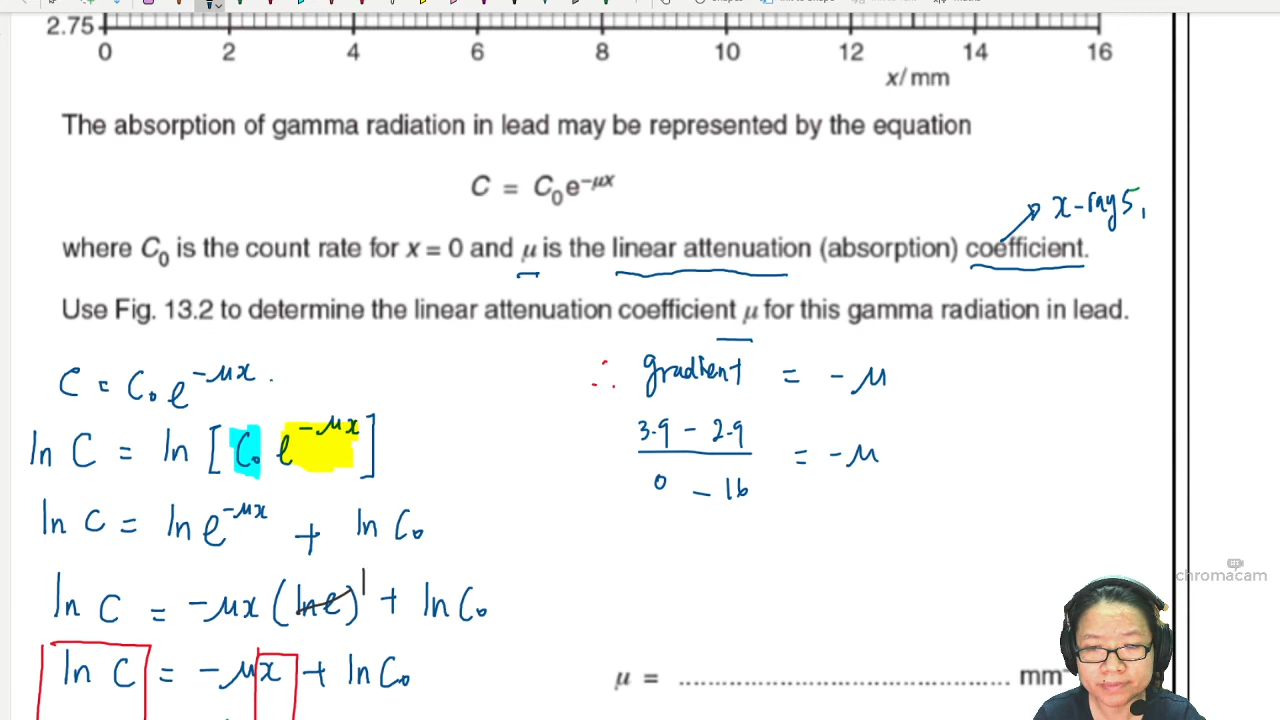 2.75
0 2 4 6 8 10 12 14 16
x/mm
The absorption of gamma radiation in lead may be represented by the equation
C = C₀e^{-μx}
x-rays,
where C₀ is the count rate for x = 0 and μ is the linear attenuation (absorption) coefficient.
Use Fig. 13.2 to determine the linear attenuation coefficient μ for this gamma radiation in lead.
C = C₀ e^{-μx}.
ln C = ln [C₀ e^{-μx}]
ln C = ln e^{-μx} + ln C₀
ln C = -μx (ln e)^1 + ln C₀
ln C = -μx + ln C₀
∴ gradient = -μ
3.9 - 2.9
0 - 16
= -μ
μ = ............................................ mm⁻
chromacam